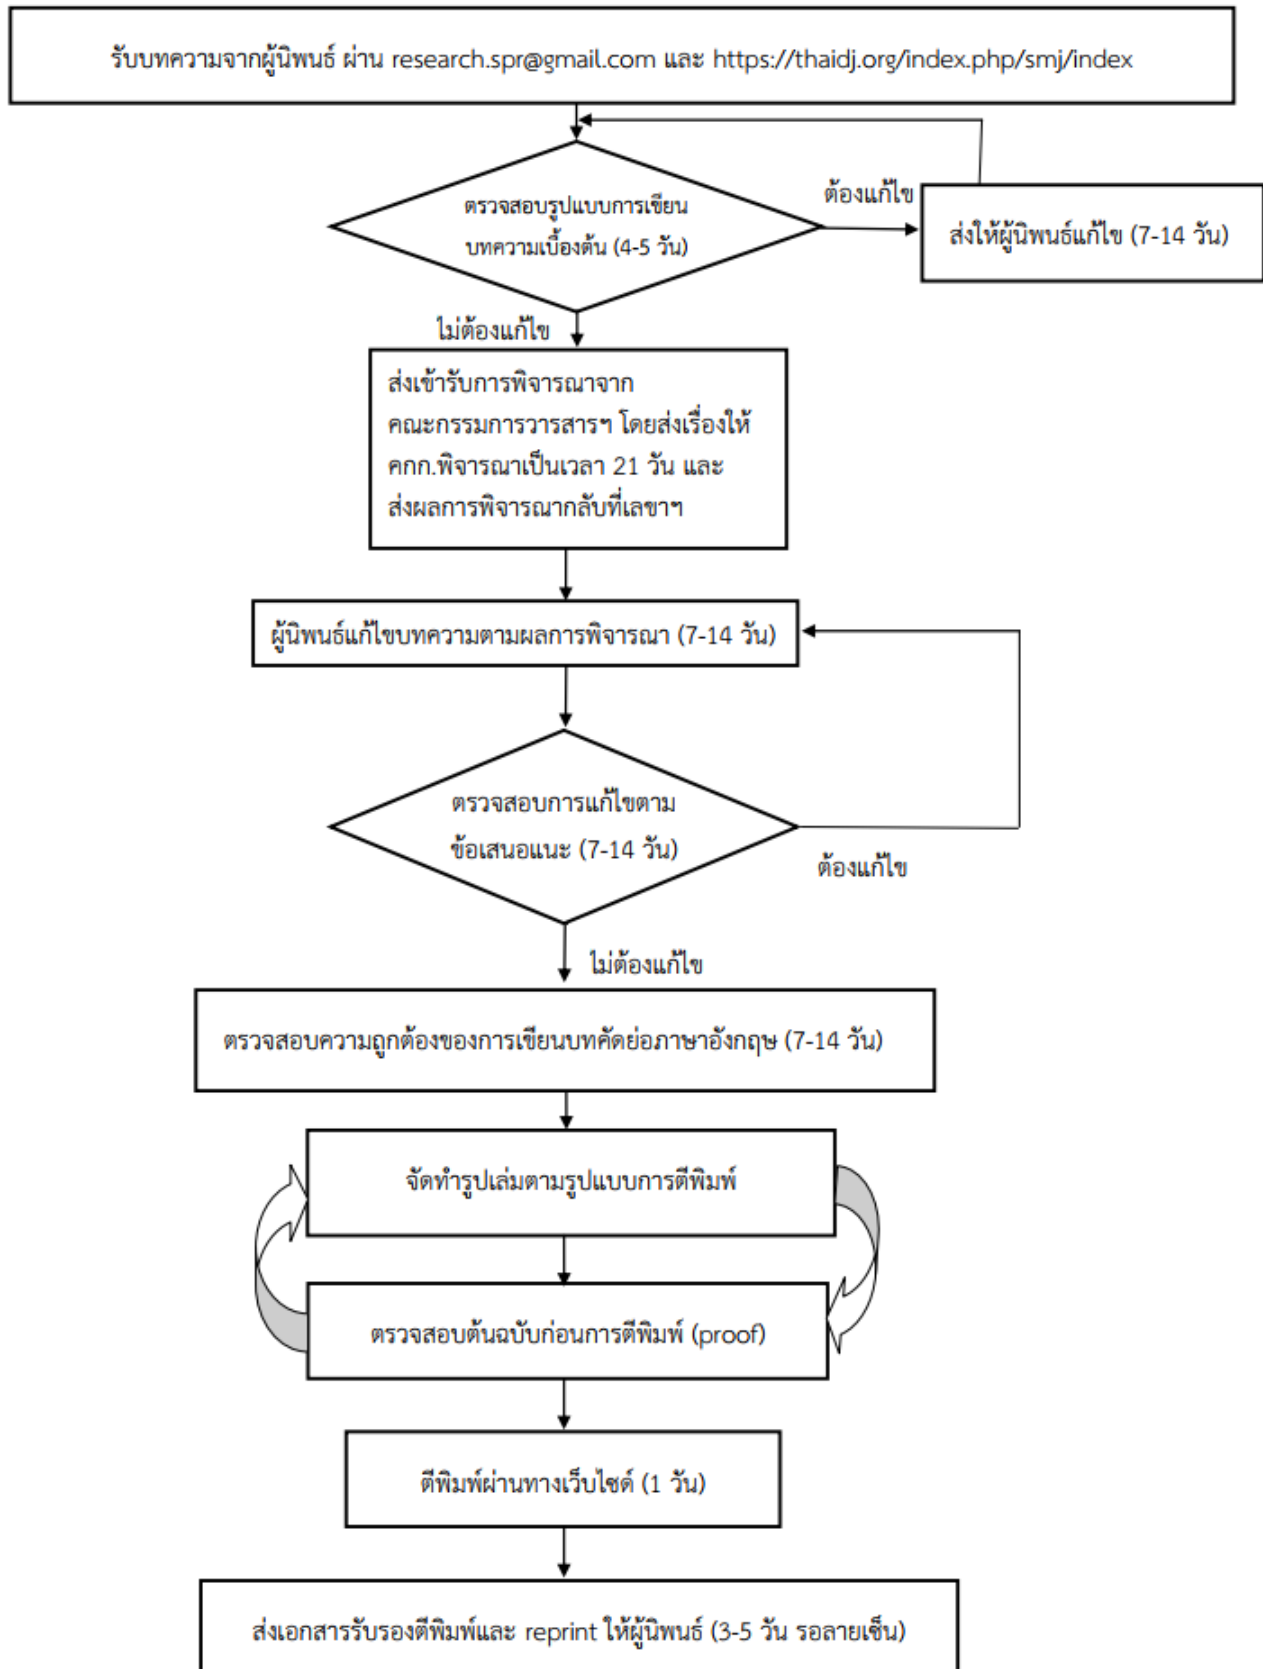 รับบทความจากผู้นิพนธ์ ผ่าน research.spr@gmail.com และ https://thaidj.org/index.php/smj/index
ตรวจสอบรูปแบบการเขียน
บทความเบื้องต้น (4-5 วัน)
ต้องแก้ไข
ส่งให้ผู้นิพนธ์แก้ไข (7-14 วัน)
ไม่ต้องแก้ไข
ส่งเข้ารับการพิจารณาจาก
คณะกรรมการวารสารฯ โดยส่งเรื่องให้
คกก.พิจารณาเป็นเวลา 21 วัน และ
ส่งผลการพิจารณากลับที่เลขาฯ
ผู้นิพนธ์แก้ไขบทความตามผลการพิจารณา (7-14 วัน)
ตรวจสอบการแก้ไขตาม
ข้อเสนอแนะ (7-14 วัน)
ต้องแก้ไข
ไม่ต้องแก้ไข
ตรวจสอบความถูกต้องของการเขียนบทคัดย่อภาษาอังกฤษ (7-14 วัน)
จัดทำรูปเล่มตามรูปแบบการตีพิมพ์
ตรวจสอบต้นฉบับก่อนการตีพิมพ์ (proof)
ตีพิมพ์ผ่านทางเว็บไซด์ (1 วัน)
ส่งเอกสารรับรองตีพิมพ์และ reprint ให้ผู้นิพนธ์ (3-5 วัน รอลายเซ็น)